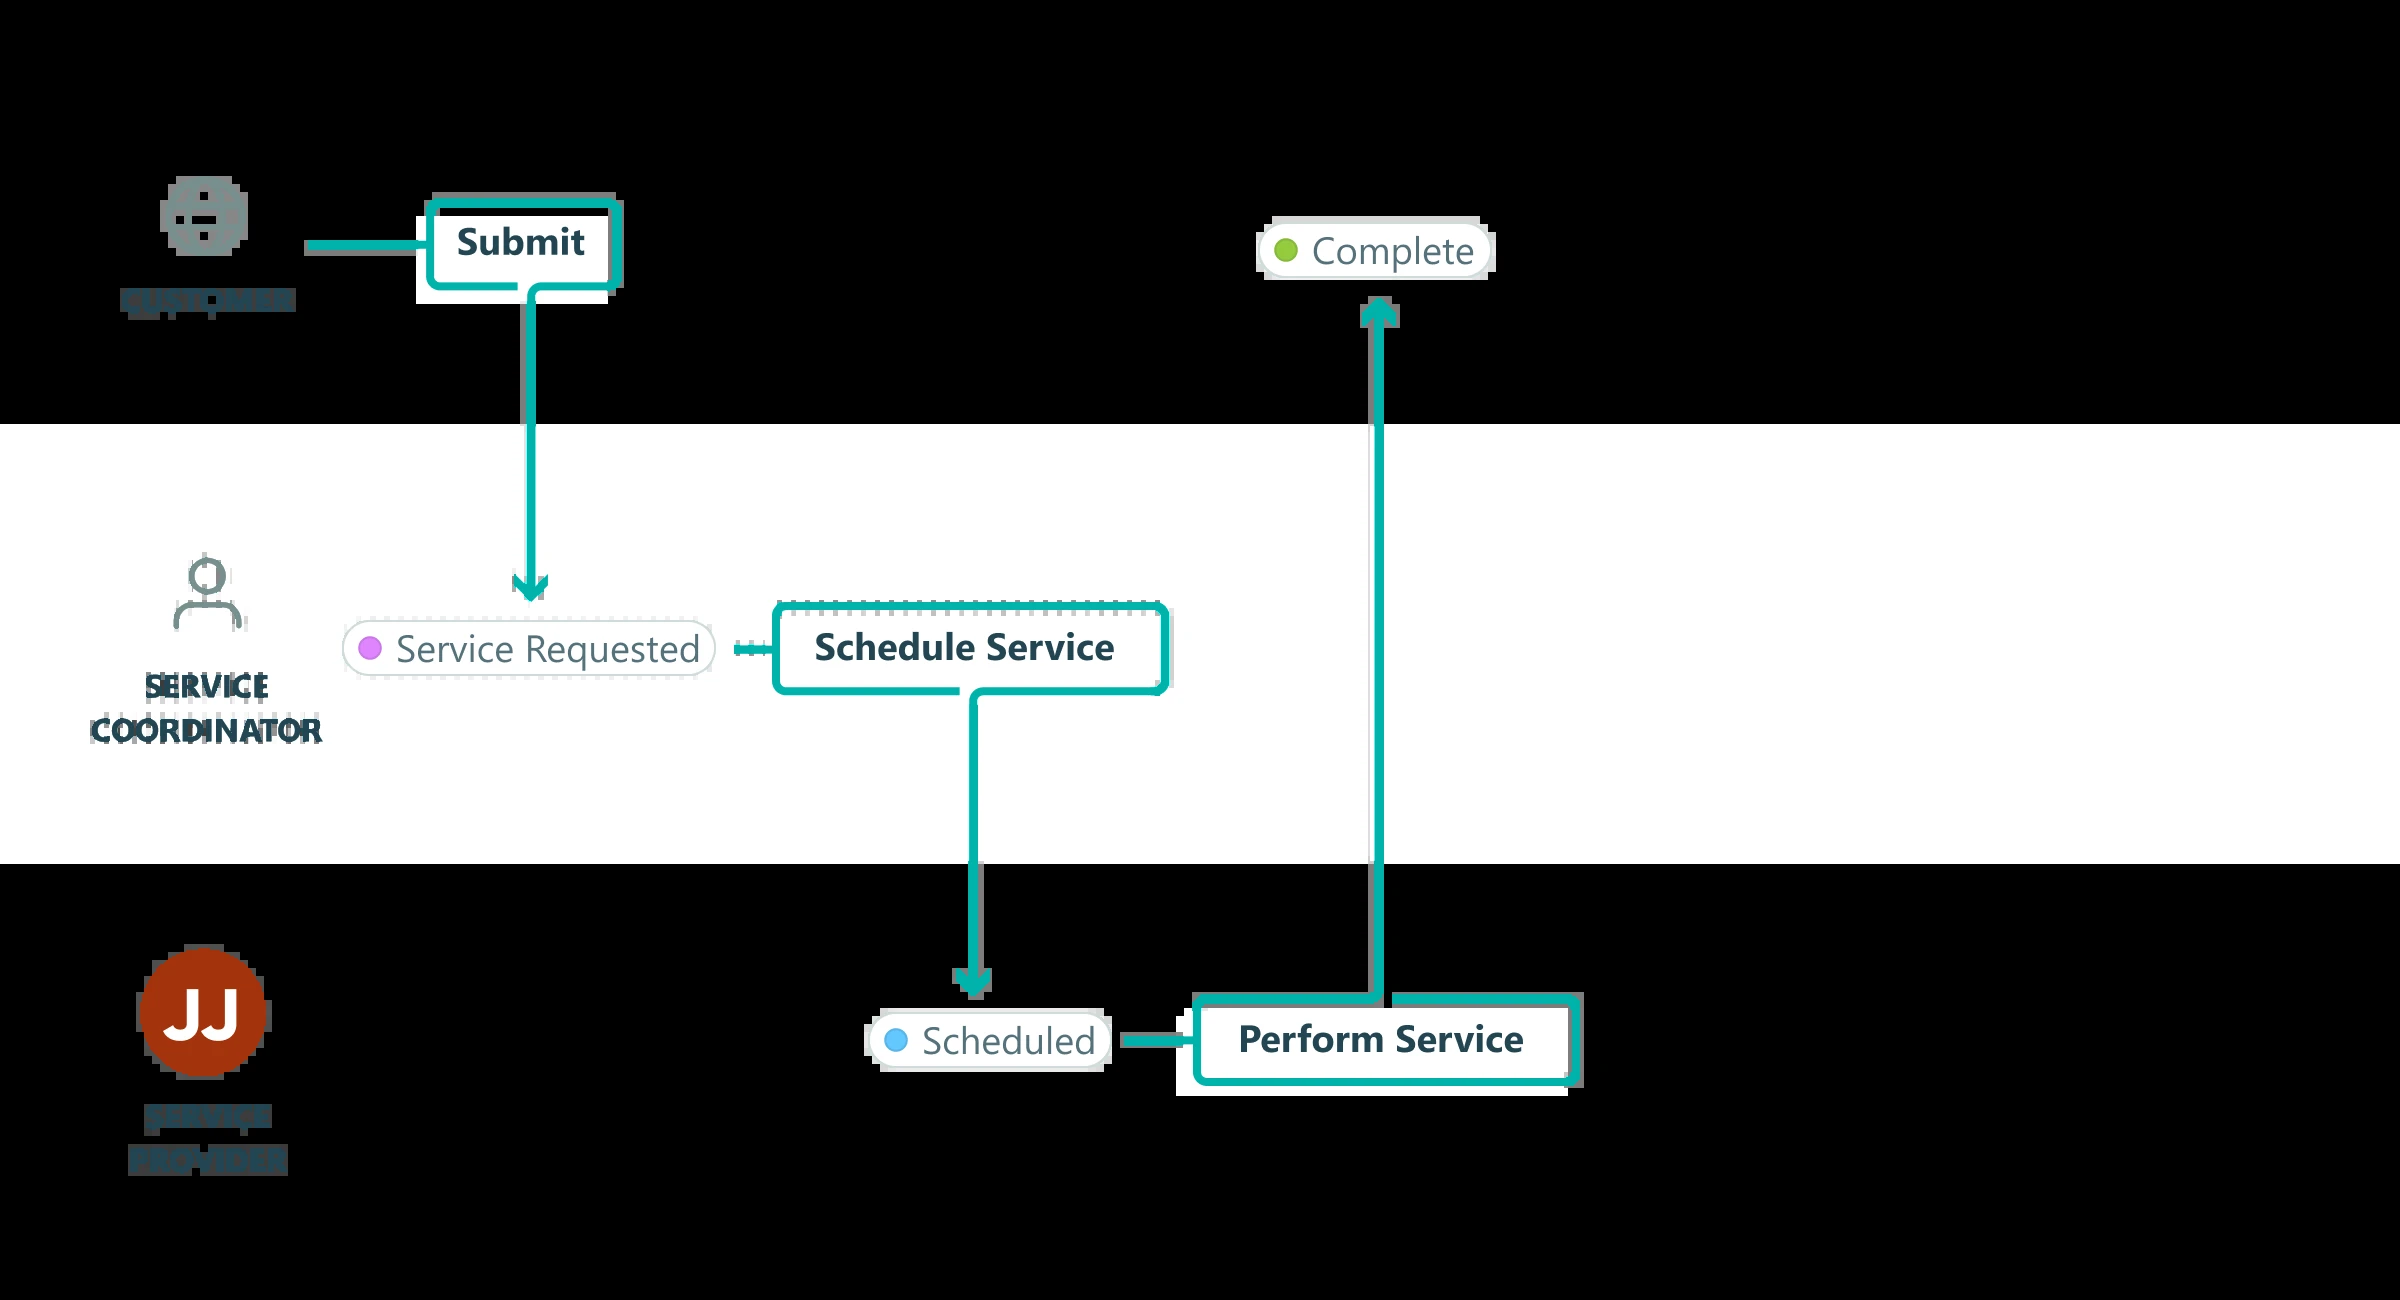 CUSTOMER
Submit
Complete
SERVICE
COORDINATOR
Service Requested
Schedule Service
JJ
SERVICE
PROVIDER
Scheduled
Perform Service